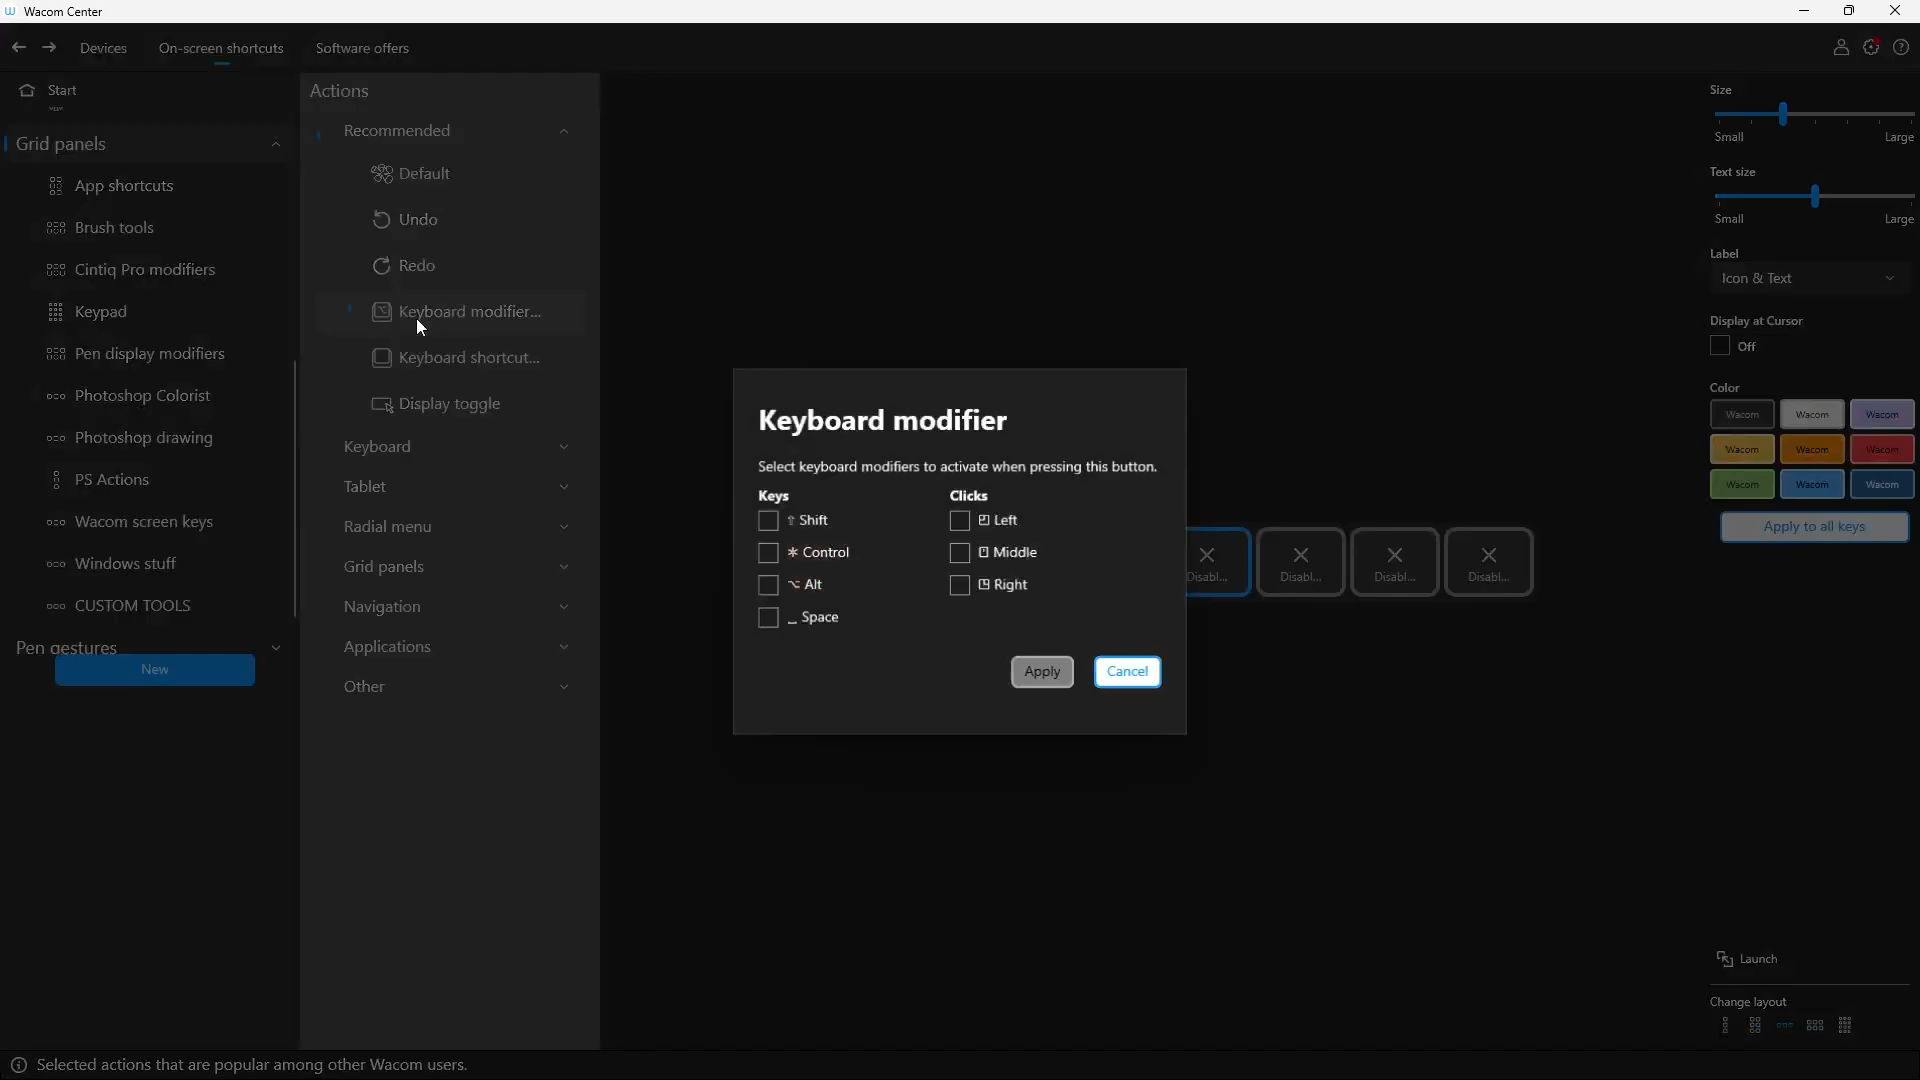 Wacom Center
Devices
On-screen shortcuts
Software offers
Start
Grid panels
App shortcuts
Brush tools
Cintiq Pro modifiers
Keypad
Pen display modifiers
Photoshop Colorist
Photoshop drawing
PS Actions
Wacom screen keys
Windows stuff
CUSTOM TOOLS
Pen gestures
New
Actions
Recommended
Default
Undo
Redo
Keyboard modifier...
Keyboard shortcut...
Display toggle
Keyboard
Tablet
Radial menu
Grid panels
Navigation
Applications
Other
Keyboard modifier
Select keyboard modifiers to activate when pressing this button.
Keys
Clicks
Shift
Left
Control
Middle
Alt
Right
Space
Apply
Cancel
Disabl...
Disabl...
Disabl...
Disabl...
Size
Small
Large
Text size
Small
Large
Label
Icon & Text
Display at Cursor
Off
Color
Wacom
Wacom
Wacom
Wacom
Wacom
Wacom
Wacom
Wacom
Wacom
Apply to all keys
Launch
Change layout
Selected actions that are popular among other Wacom users.